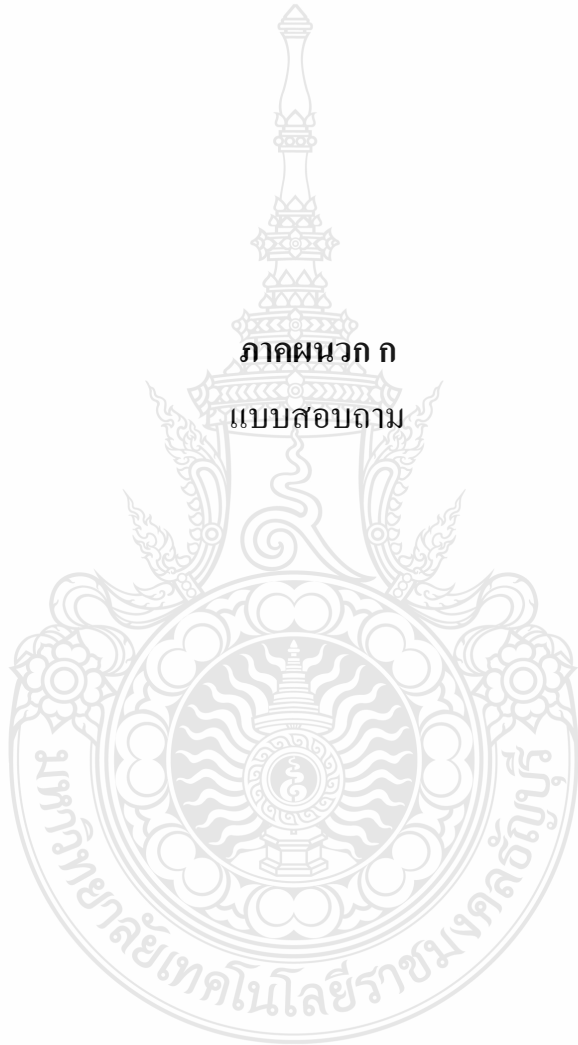 ภาคผนวก ก
แบบสอบถาม
มหาวิทยาลัยเทคโนโลยีราชมงคลธัญบุรี